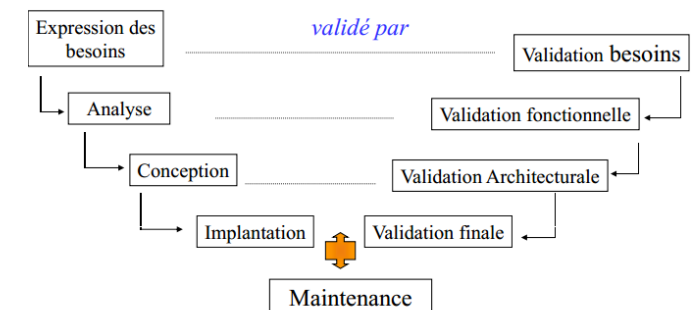 Expression des
besoins
validé par
Validation besoins
Analyse
Validation fonctionnelle
Conception
Validation Architecturale
Implantation
Validation finale
Maintenance